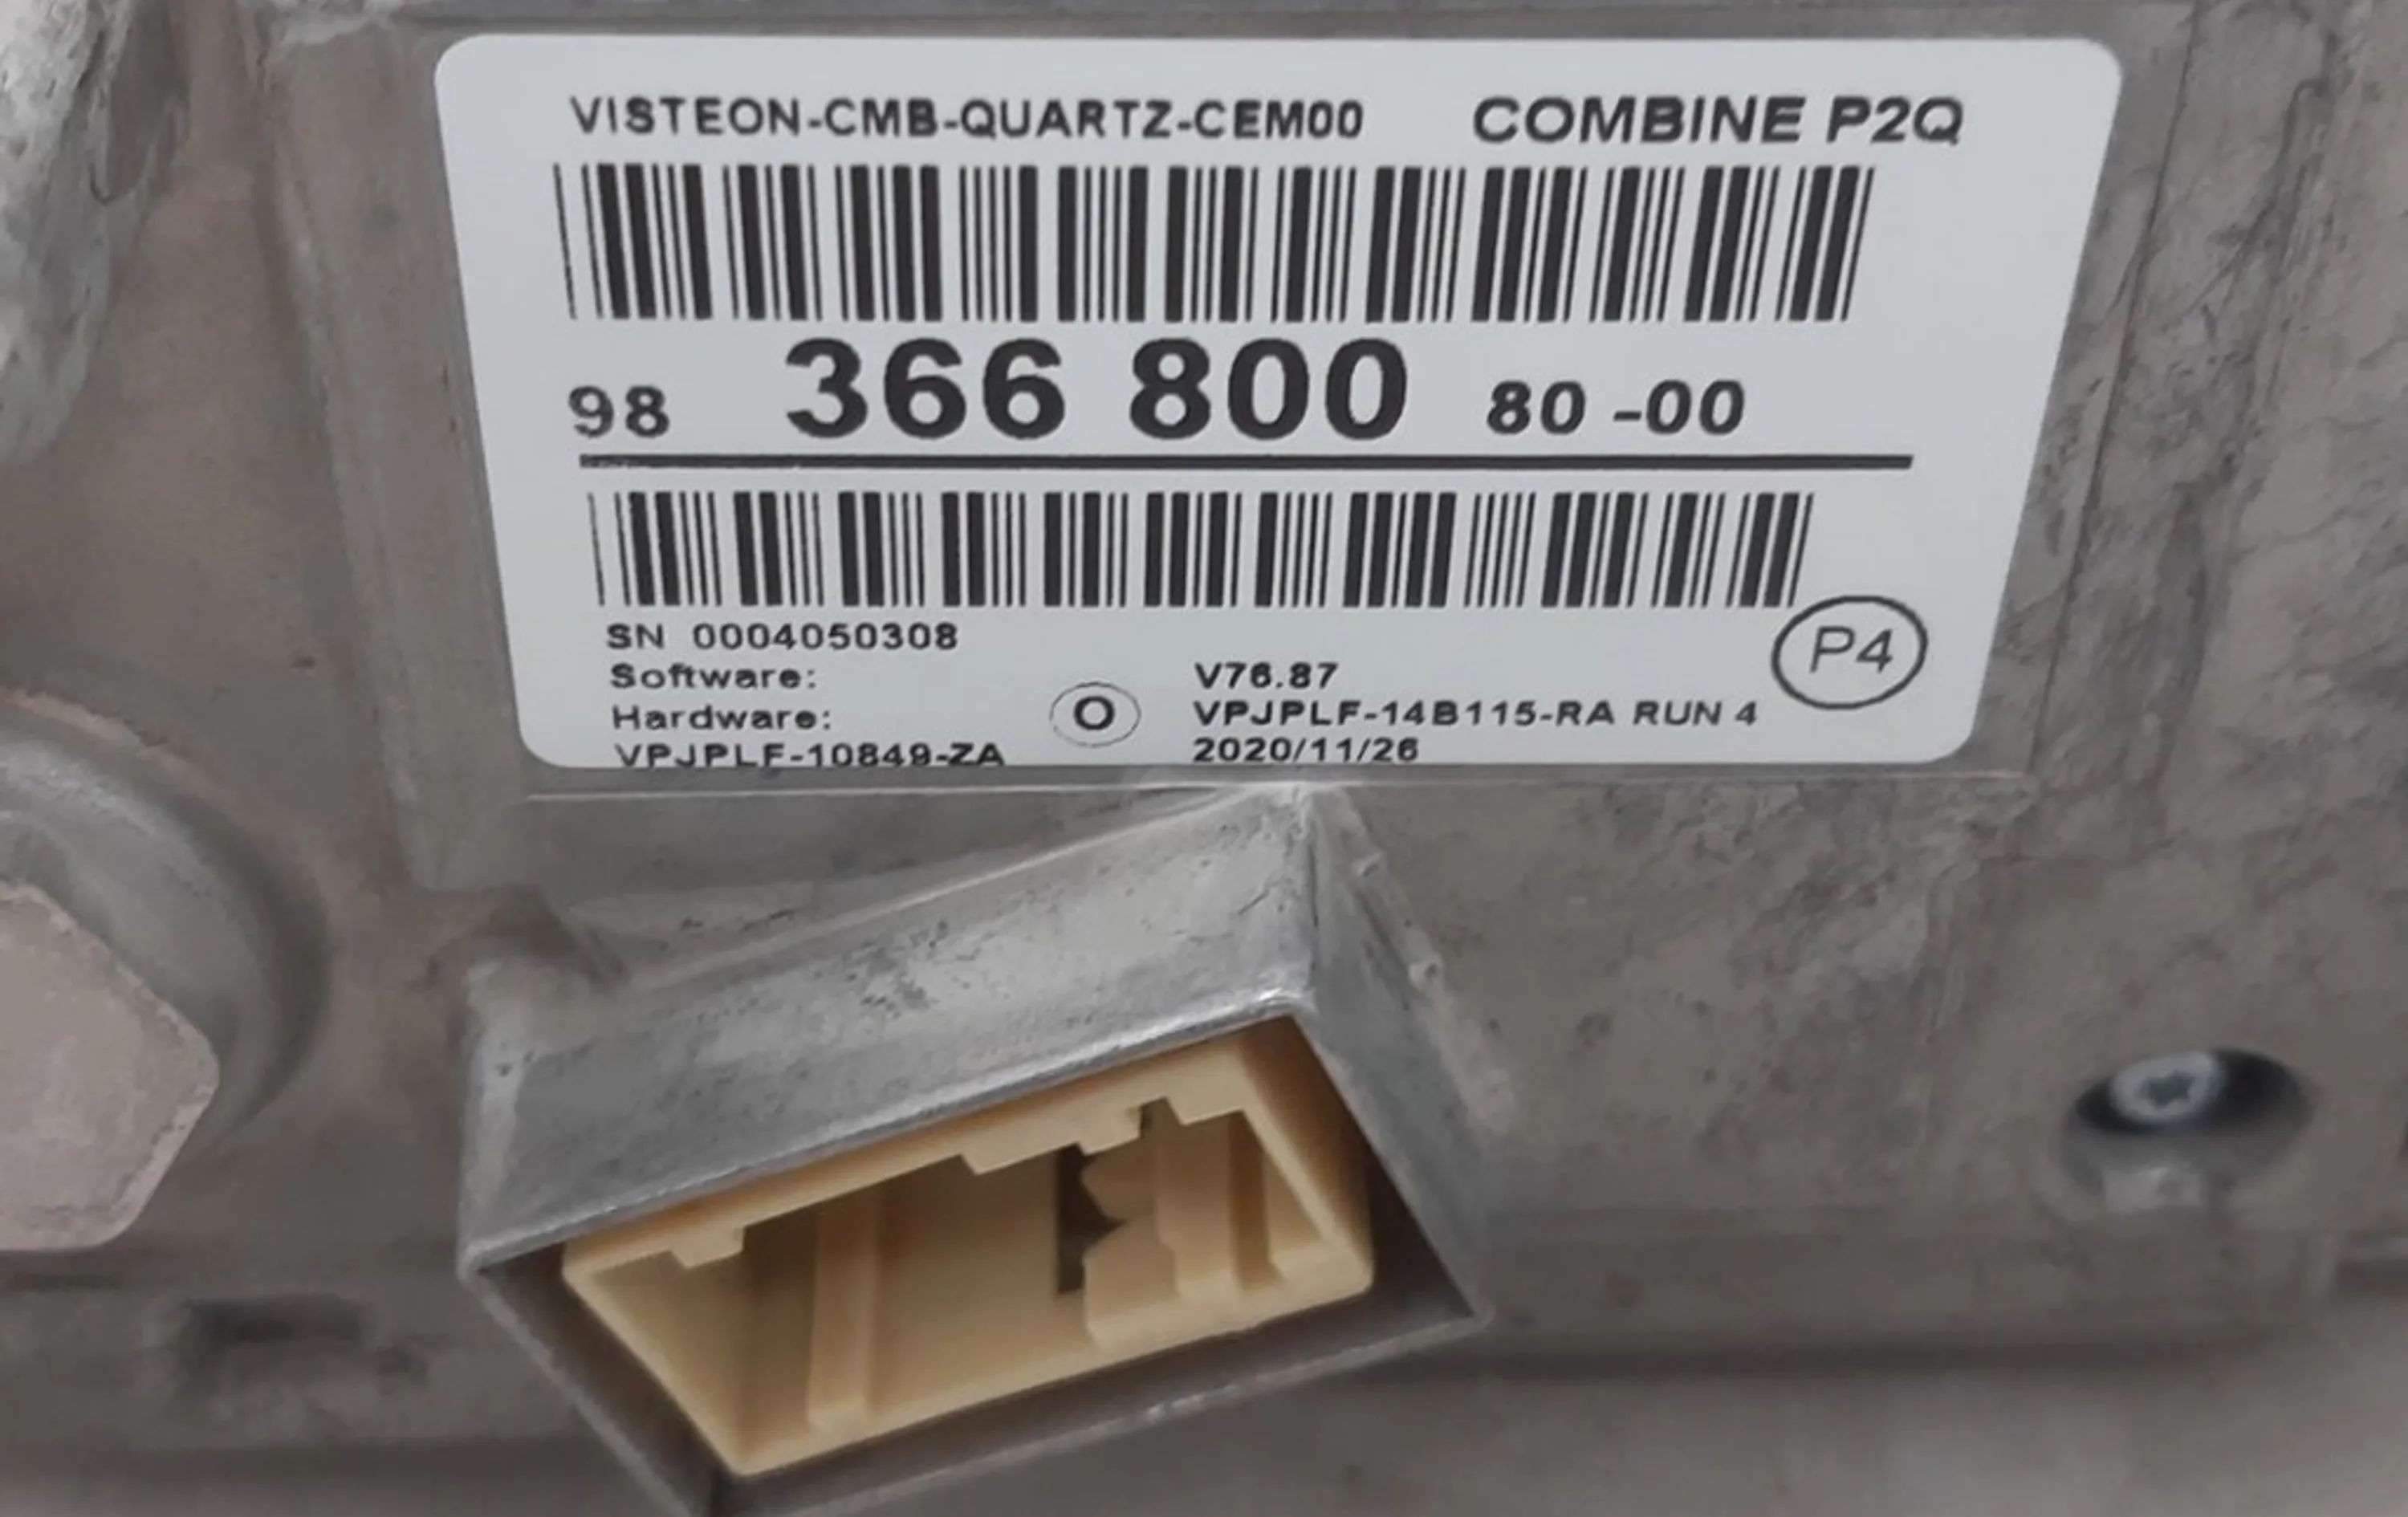 VISTEON-CMB-QUARTZ-CEM00 COMBINE P2Q
98 366 800 80 -00
SN 0004050308
P4
Software: V76.87
Hardware: O VPJPLF-14B115-RA RUN 4
VPJPLF-10849-ZA 2020/11/26